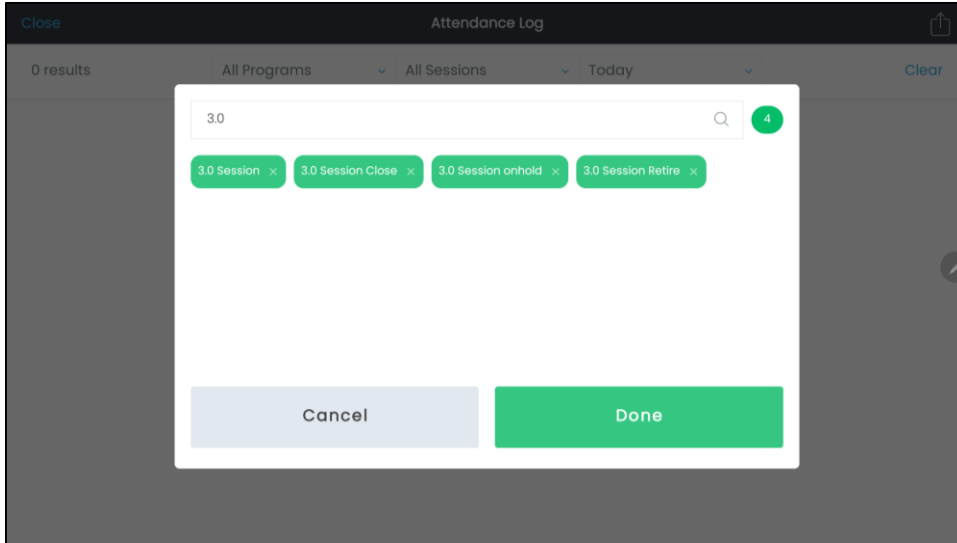 Close Attendance Log
0 results All Programs All Sessions Today Clear
3.0 4
3.0 Session × 3.0 Session Close × 3.0 Session onhold × 3.0 Session Retire ×
Cancel Done